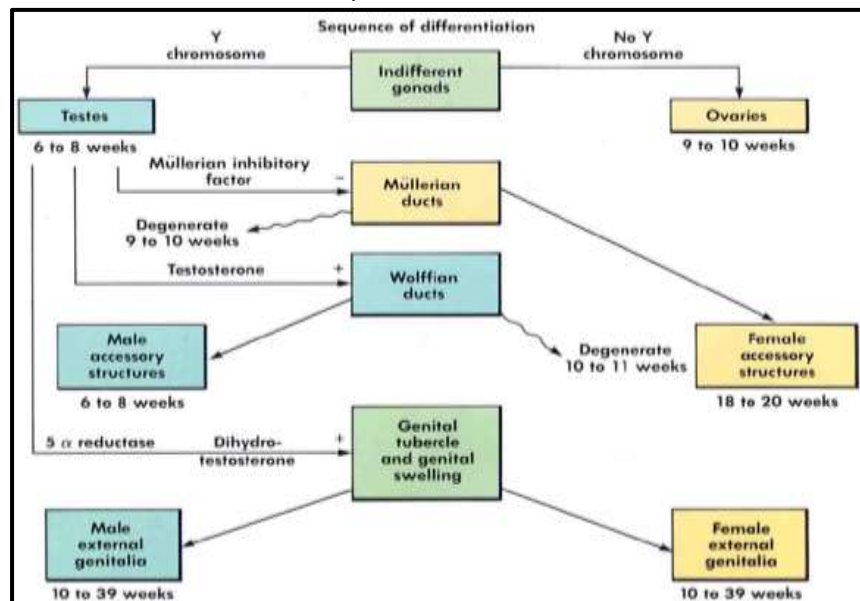 Sequence of differentiation
Y
chromosome
No Y
chromosome
Indifferent
gonads
Testes
6 to 8 weeks
Ovaries
9 to 10 weeks
Müllerian inhibitory
factor
−
Müllerian
ducts
Degenerate
9 to 10 weeks
Testosterone
+
Wolffian
ducts
Male
accessory
structures
6 to 8 weeks
Degenerate
10 to 11 weeks
Female
accessory
structures
18 to 20 weeks
5 α reductase
Dihydro-
testosterone
+
Genital
tubercle
and genital
swelling
Male
external
genitalia
10 to 39 weeks
Female
external
genitalia
10 to 39 weeks